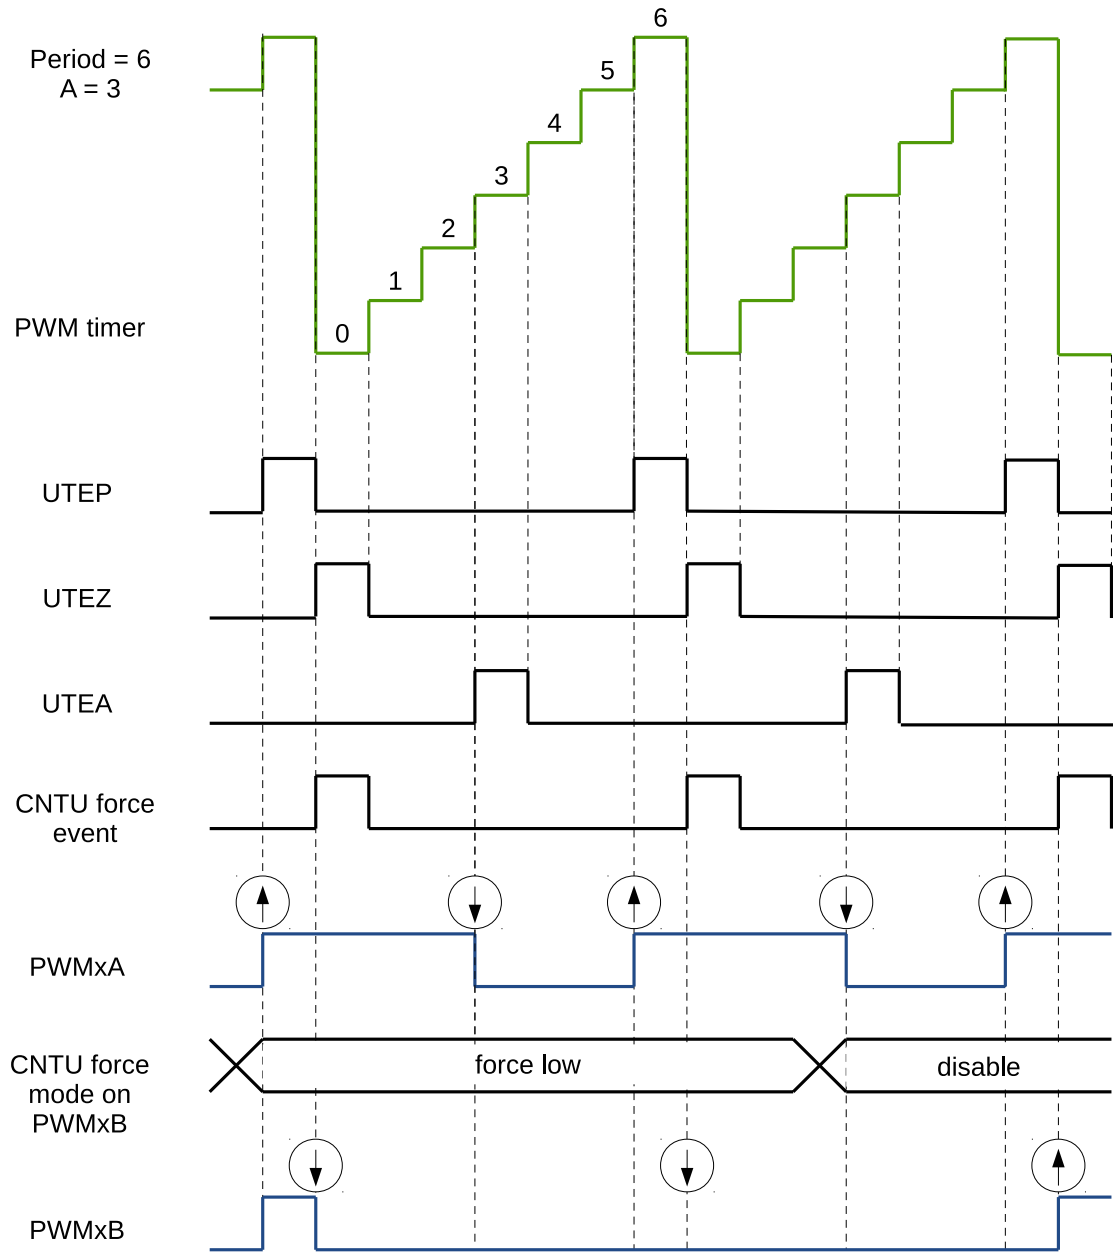 6
Period = 6
A = 3
5
4
3
2
1
0
PWM timer
UTEP
UTEZ
UTEA
CNTU force
event
PWMxA
CNTU force
mode on
PWMxB
force low
disable
PWMxB